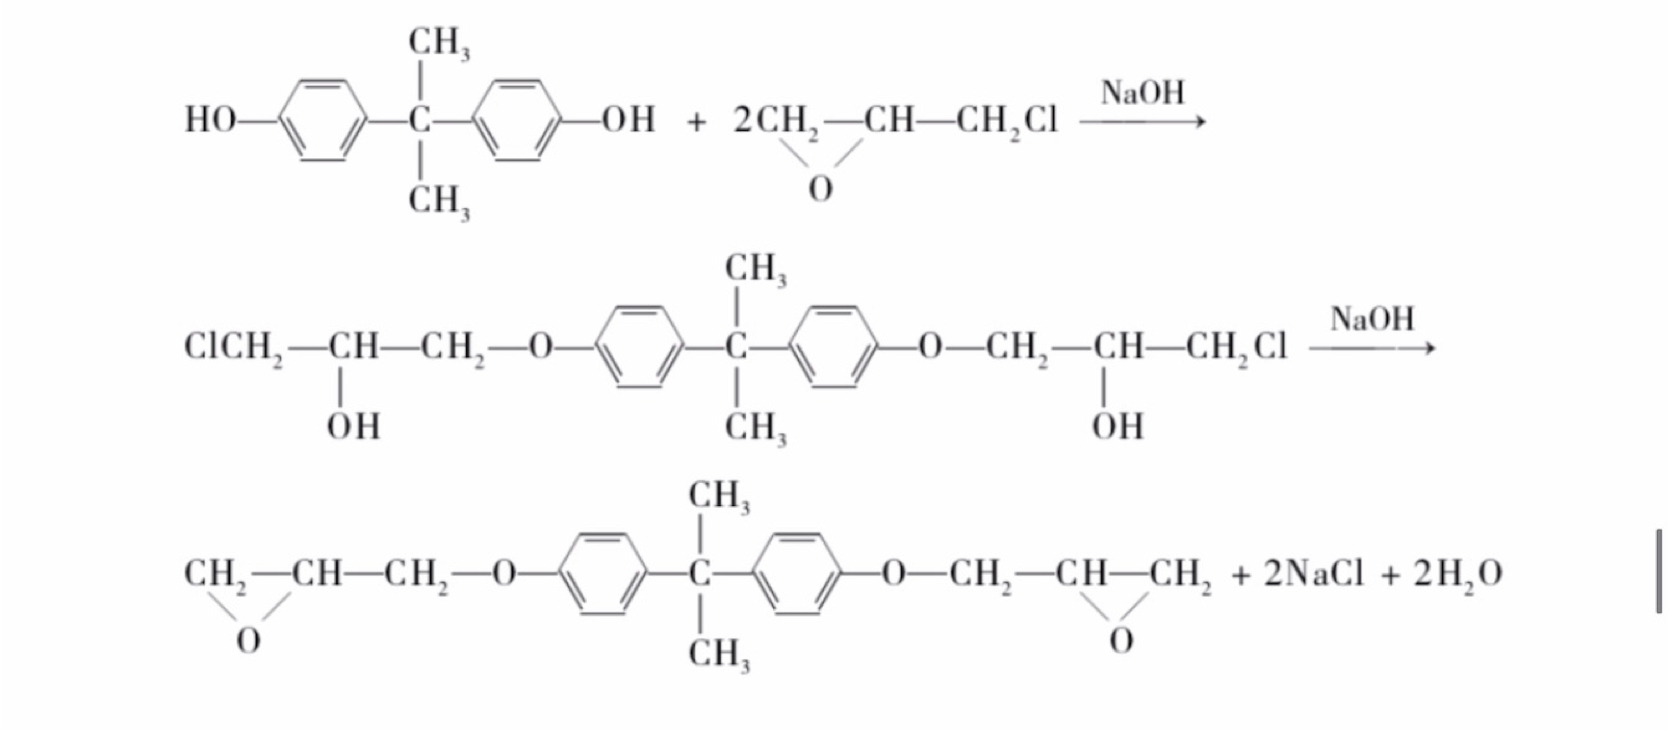 CH₃
HO— —C— —OH + 2CH₂—CH—CH₂Cl NaOH
O
CH₃
CH₃
ClCH₂—CH—CH₂—O— —C— —O—CH₂—CH—CH₂Cl NaOH
OH CH₃ OH
CH₃
CH₂—CH—CH₂—O— —C— —O—CH₂—CH—CH₂ + 2NaCl + 2H₂O
O CH₃ O